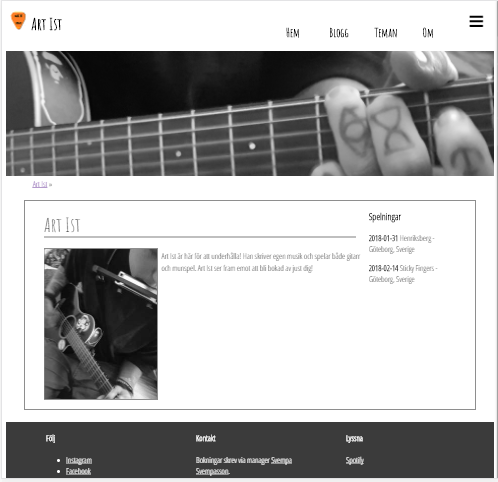 Art Ist
Hem Blogg Teman Om
Art Ist »
Art Ist
Art Ist är här för att underhålla! Han skriver egen musik och spelar både gitarr
och munspel. Art Ist ser fram emot att bli bokad av just dig!
Spelningar
2018-01-31 Henriksberg -
Göteborg, Sverige
2018-02-14 Sticky Fingers -
Göteborg, Sverige
Följ
Instagram
Facebook
Kontakt
Bokningar skrev via manager Svempa
Svempasson.
Lyssna
Spotify